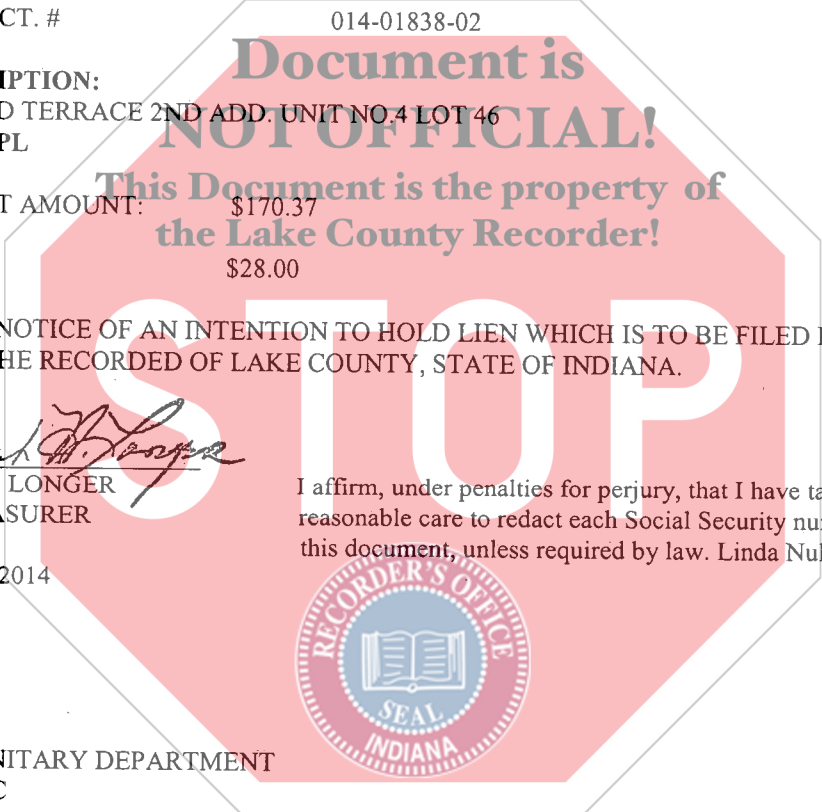 CT. # 014-01838-02
Document is
IPTION:
D TERRACE 2ND ADD. UNIT NO.4 LOT 46
NOT OFFICIAL!
PL
This Document is the property of
T AMOUNT: $170.37
the Lake County Recorder!
$28.00
STOP
NOTICE OF AN INTENTION TO HOLD LIEN WHICH IS TO BE FILED
HE RECORDED OF LAKE COUNTY, STATE OF INDIANA.
LONGER
ASURER
I affirm, under penalties for perjury, that I have ta
reasonable care to redact each Social Security nu
this document, unless required by law. Linda Nu
2014
RECORDER'S OFFICE
SEAL
INDIANA
NITARY DEPARTMENT
C